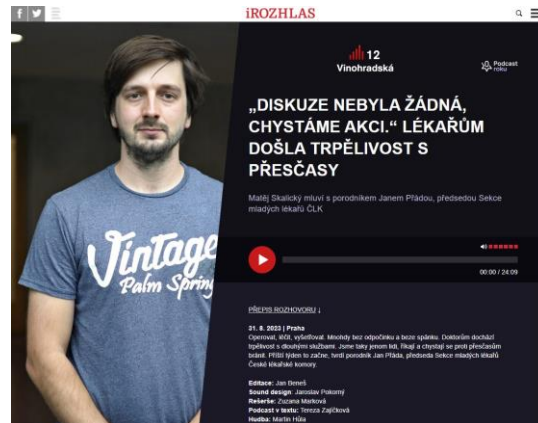 iROZHLAS
12
Vinohradská
Podcast
roku
„DISKUZE NEBYLA ŽÁDNÁ,
CHYSTÁME AKCI.“ LÉKAŘŮM
DOŠLA TRPĚLIVOST S
PŘESČASY
Matěj Skalický mluví s porodníkem Janem Přádou, předsedou Sekce
mladých lékařů ČLK
Vintage
Palm Spring
00:00 / 24:09
PŘEPIS ROZHOVORU ↓
31. 8. 2023 | Praha
Operovat, léčit, vyšetřovat. Mnohdy bez odpočinku a beze spánku. Doktorům dochází
trpělivost s dlouhými službami. Jsme taky jenom lidi, říkají a chystají se proti přesčasům
bránit. Příští týden to začne, tvrdí porodník Jan Přáda, předseda Sekce mladých lékařů
České lékařské komory.
Editace: Jan Beneš
Sound design: Jaroslav Pokorný
Rešerše: Zuzana Marková
Podcast v textu: Tereza Zajíčková
Hudba: Martin Hůla